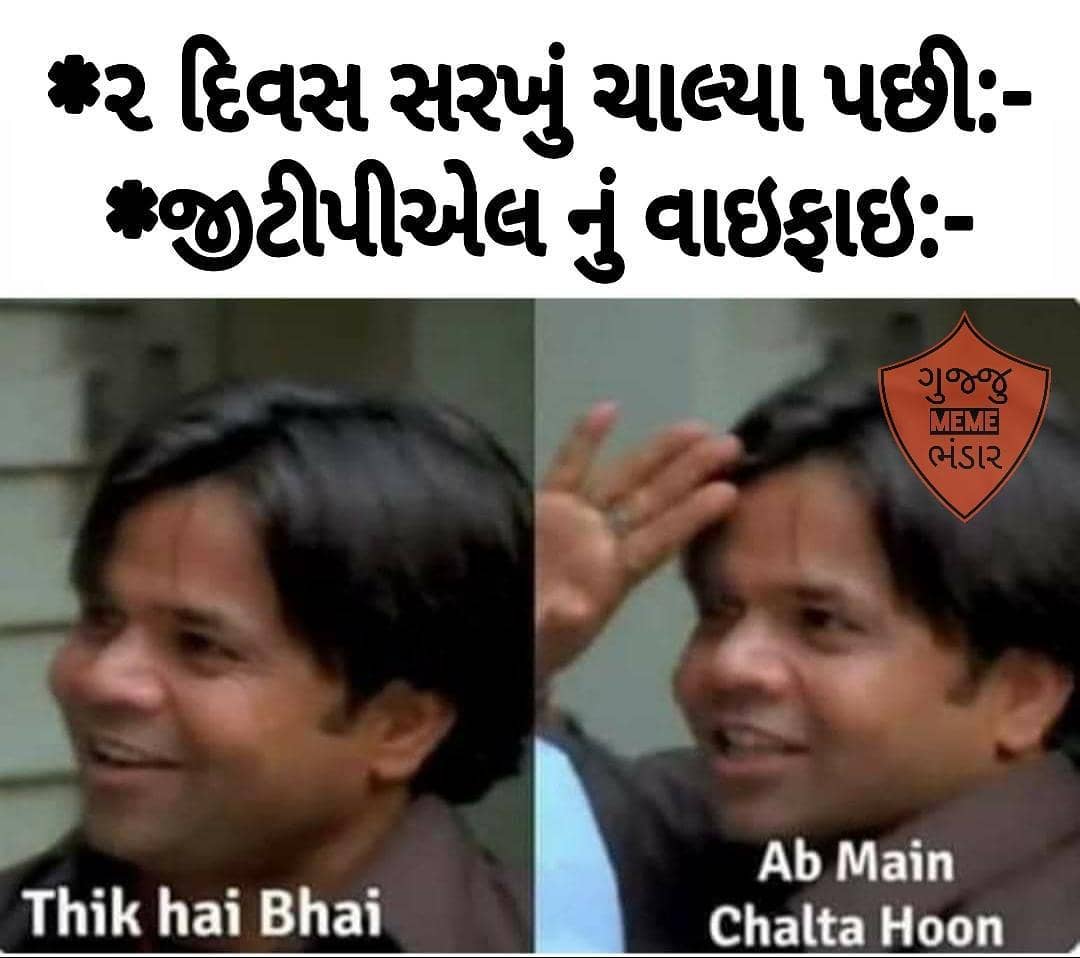 *૨ દિવસ સરખું ચાલ્યા પછી:-
*જીટીપીએલ નું વાઇફાઇ:-
ગુજ્જુ
MEME
ભંડાર
Thik hai Bhai
Ab Main
Chalta Hoon